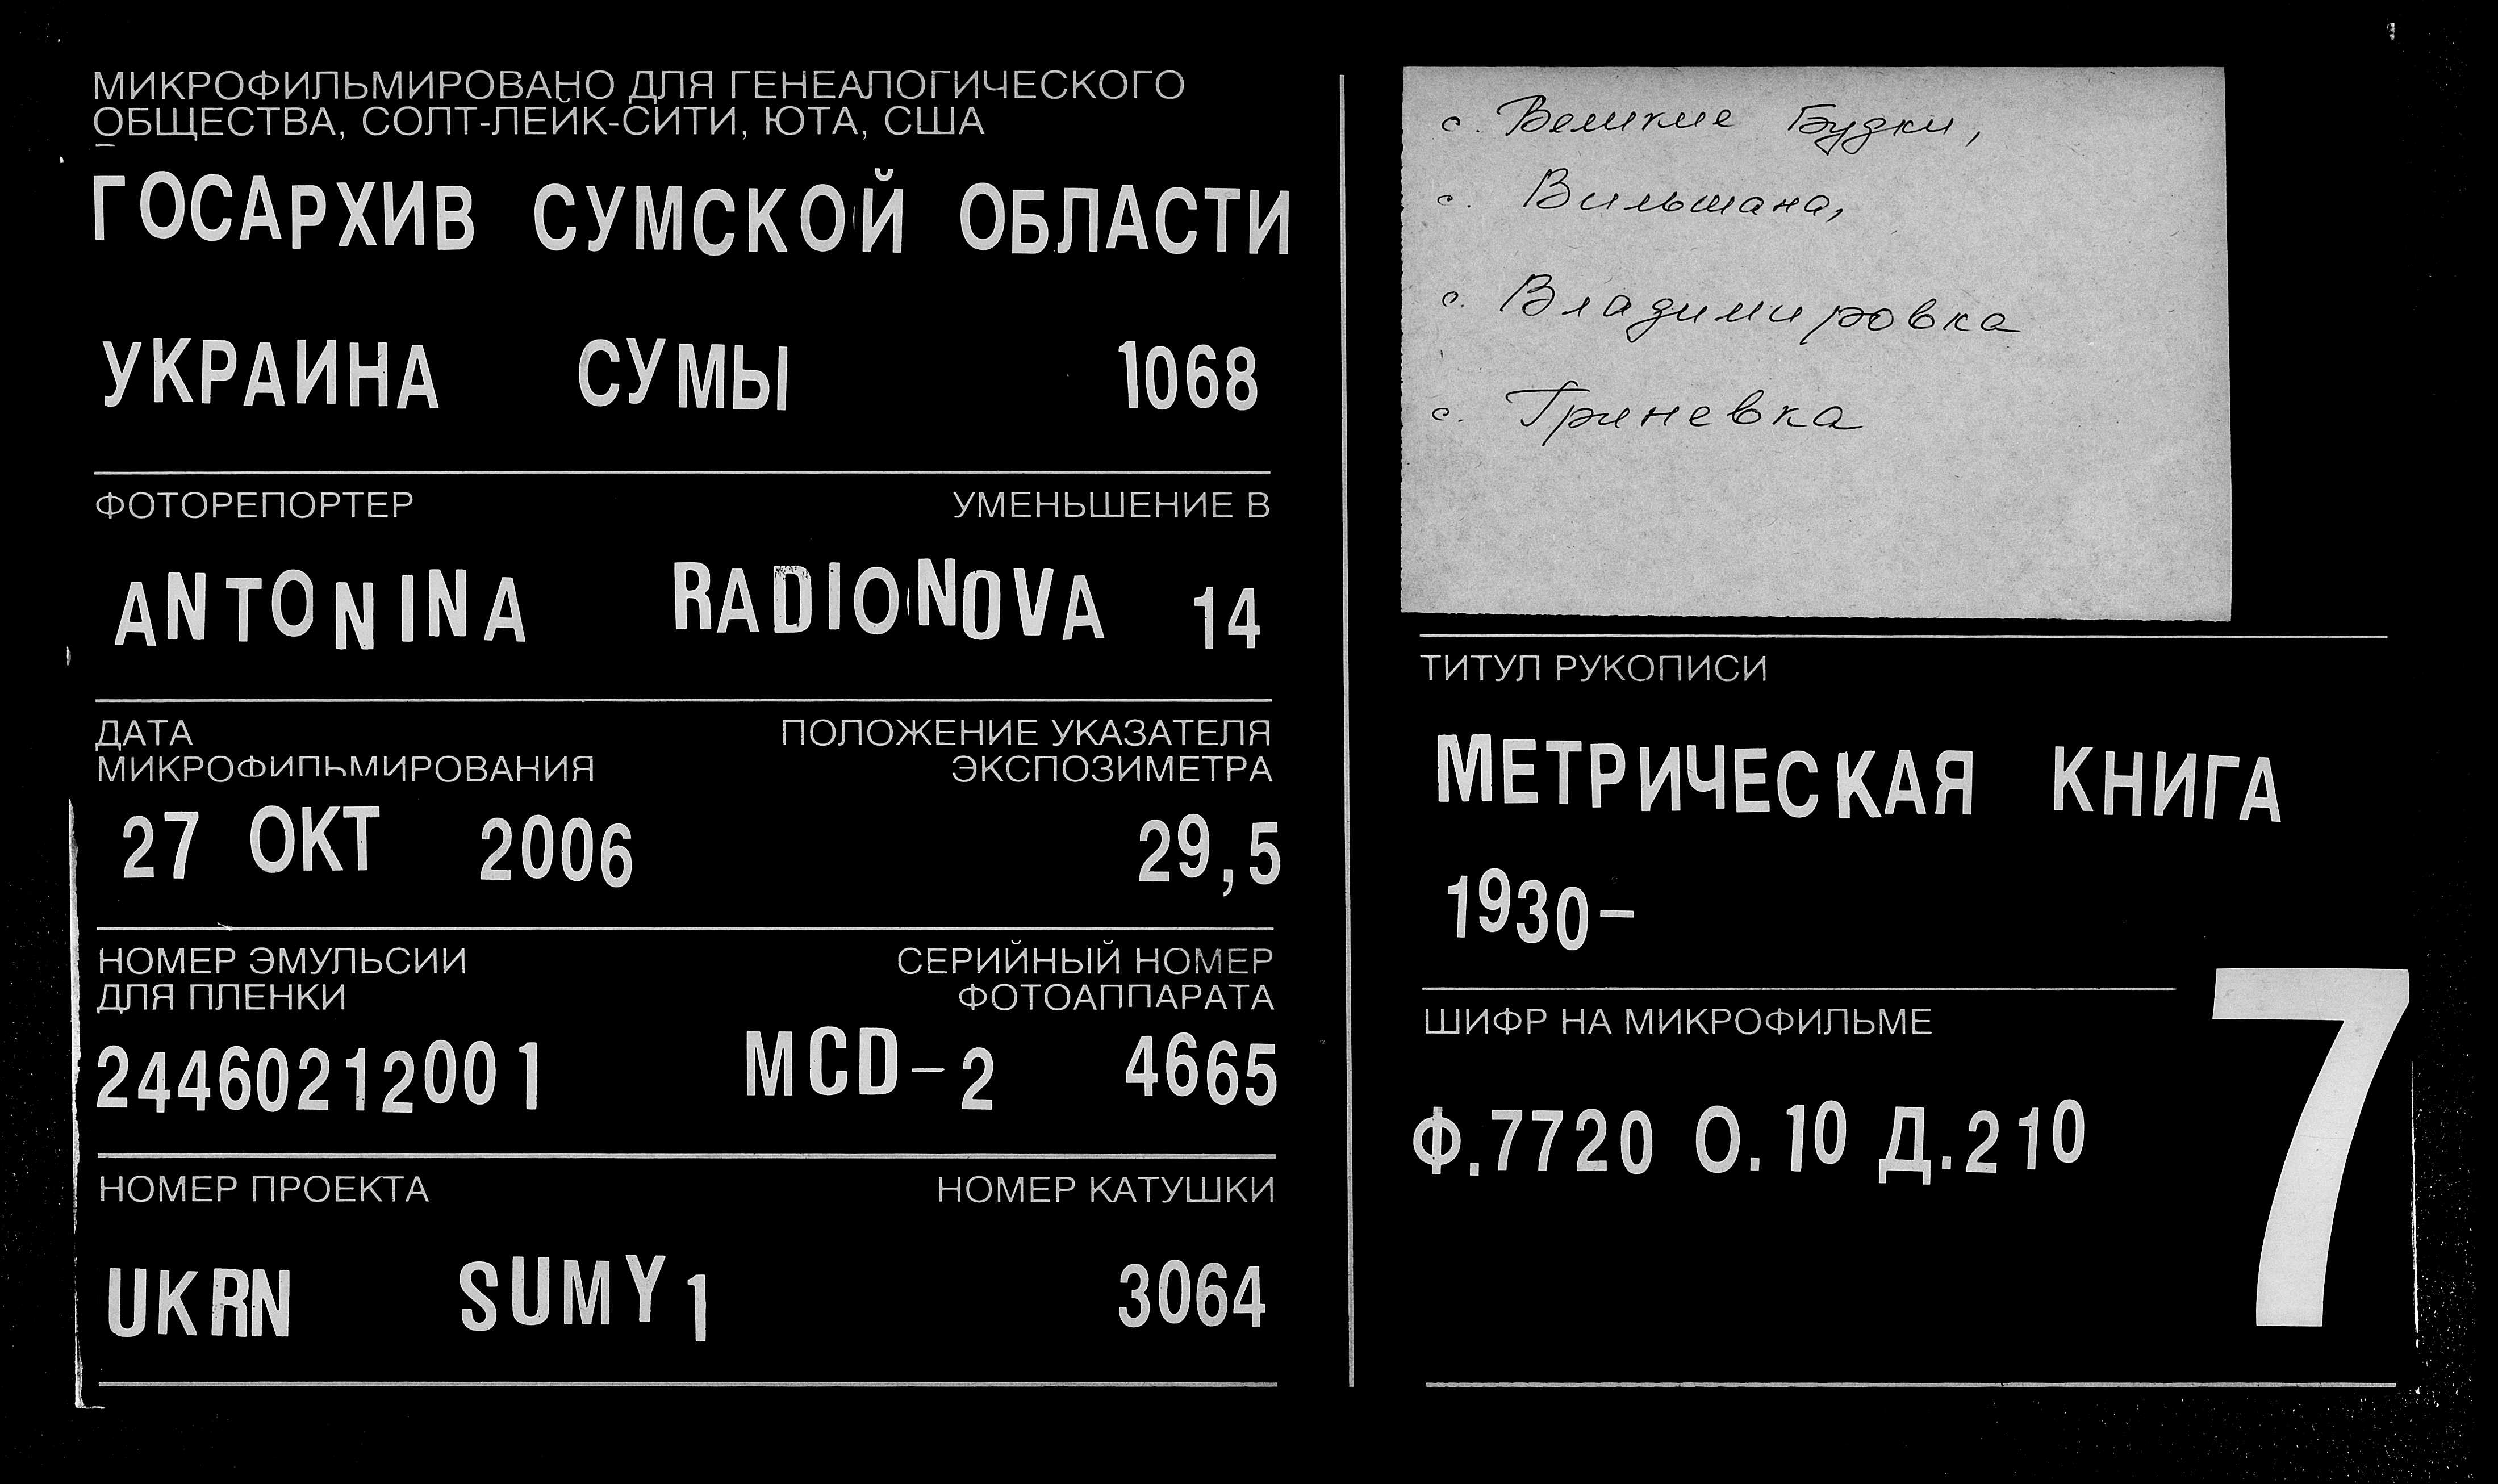 МИКРОФИЛЬМИРОВАНО ДЛЯ ГЕНЕАЛОГИЧЕСКОГО
ОБЩЕСТВА, СОЛТ-ЛЕЙК-СИТИ, ЮТА, США
ГОСАРХИВ СУМСКОЙ ОБЛАСТИ
УКРАИНА СУМЫ 1068
ФОТОРЕПОРТЕР УМЕНЬШЕНИЕ В
ANTONINA RADIONOVA 14
ДАТА ПОЛОЖЕНИЕ УКАЗАТЕЛЯ
МИКРОФИЛЬМИРОВАНИЯ ЭКСПОЗИМЕТРА
27 ОКТ 2006 29,5
НОМЕР ЭМУЛЬСИИ СЕРИЙНЫЙ НОМЕР
ДЛЯ ПЛЕНКИ ФОТОАППАРАТА
24460212001 MCD-2 4665
НОМЕР ПРОЕКТА НОМЕР КАТУШКИ
UKRN SUMY1 3064
с. Великие Будки,
с. Вильшана,
с. Владимировка
с. Гриневка
ТИТУЛ РУКОПИСИ
МЕТРИЧЕСКАЯ КНИГА
1930-
ШИФР НА МИКРОФИЛЬМЕ
Ф.7720 О.10 Д.210
7